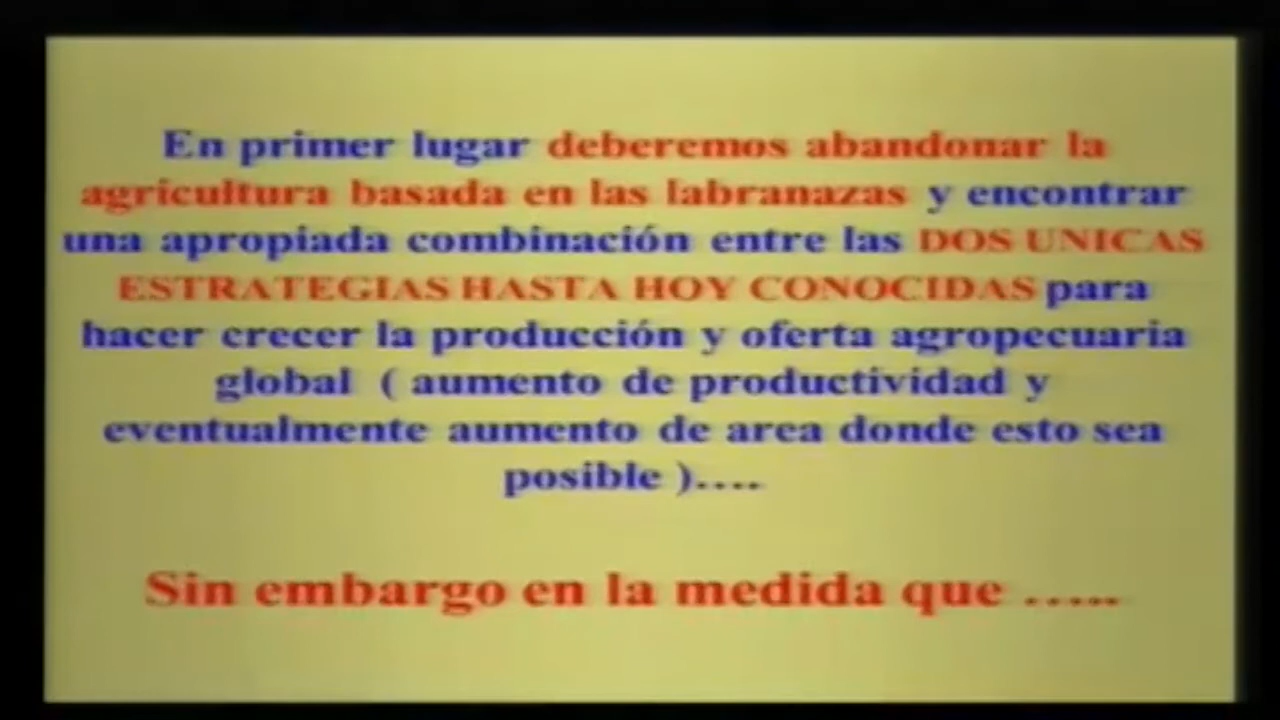 En primer lugar deberemos abandonar la
agricultura basada en las labranazas y encontrar
una apropiada combinación entre las DOS UNICAS
ESTRATEGIAS HASTA HOY CONOCIDAS para
hacer crecer la producción y oferta agropecuaria
global ( aumento de productividad y
eventualmente aumento de area donde esto sea
posible )....
Sin embargo en la medida que .....